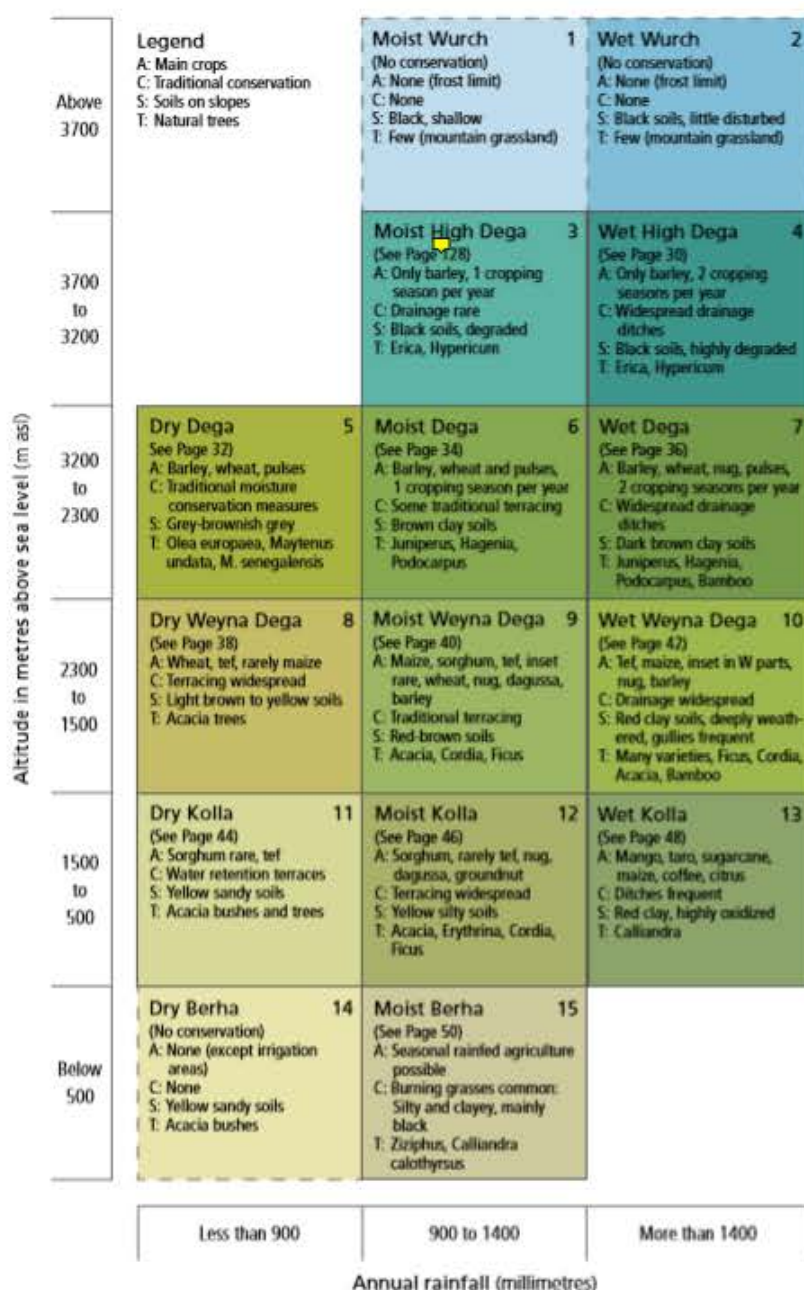 Legend
A: Main crops
C: Traditional conservation
S: Soils on slopes
T: Natural trees
Moist Wurch 1
(No conservation)
A: None (frost limit)
C: None
S: Black, shallow
T: Few (mountain grassland)
Wet Wurch 2
(No conservation)
A: None (frost limit)
C: None
S: Black soils, little disturbed
T: Few (mountain grassland)
Above
3700
Moist High Dega 3
(See Page 128)
A: Only barley, 1 cropping
season per year
C: Drainage rare
S: Black soils, degraded
T: Erica, Hypericum
Wet High Dega 4
(See Page 30)
A: Only barley, 2 cropping
seasons per year
C: Widespread drainage
ditches
S: Black soils, highly degraded
T: Erica, Hypericum
3700
to
3200
Dry Dega 5
See Page 32)
A: Barley, wheat, pulses
C: Traditional moisture
conservation measures
S: Grey-brownish grey
T: Olea europaea, Maytenus
undata, M. senegalensis
Moist Dega 6
(See Page 34)
A: Barley, wheat and pulses,
1 cropping season per year
C: Some traditional terracing
S: Brown clay soils
T: Juniperus, Hagenia,
Podocarpus
Wet Dega 7
(See Page 36)
A: Barley, wheat, nug, pulses,
2 cropping seasons per year
C: Widespread drainage
ditches
S: Dark brown clay soils
T: Juniperus, Hagenia,
Podocarpus, Bamboo
3200
to
2300
Dry Weyna Dega 8
(See Page 38)
A: Wheat, tef, rarely maize
C: Terracing widespread
S: Light brown to yellow soils
T: Acacia trees
Moist Weyna Dega 9
(See Page 40)
A: Maize, sorghum, tef, inset
rare, wheat, nug, dagussa,
barley
C: Traditional terracing
S: Red-brown soils
T: Acacia, Cordia, Ficus
Wet Weyna Dega 10
(See Page 42)
A: Tef, maize, inset in W parts,
nug, barley
C: Drainage widespread
S: Red clay soils, deeply weath-
ered, gullies frequent
T: Many varieties, Ficus, Cordia,
Acacia, Bamboo
2300
to
1500
Dry Kolla 11
(See Page 44)
A: Sorghum rare, tef
C: Water retention terraces
S: Yellow sandy soils
T: Acacia bushes and trees
Moist Kolla 12
(See Page 46)
A: Sorghum, rarely tef, nug,
dagussa, groundnut
C: Terracing widespread
S: Yellow silty soils
T: Acacia, Erythrina, Cordia,
Ficus
Wet Kolla 13
(See Page 48)
A: Mango, taro, sugarcane,
maize, coffee, citrus
C: Ditches frequent
S: Red clay, highly oxidized
T: Calliandra
1500
to
500
Dry Berha 14
(No conservation)
A: None (except irrigation
areas)
C: None
S: Yellow sandy soils
T: Acacia bushes
Moist Berha 15
(See Page 50)
A: Seasonal rainfed agriculture
possible
C: Burning grasses common:
Silty and clayey, mainly
black
T: Ziziphus, Calliandra
calothyrsus
Below
500
Altitude in metres above sea level (m asl)
Less than 900
900 to 1400
More than 1400
Annual rainfall (millimetres)